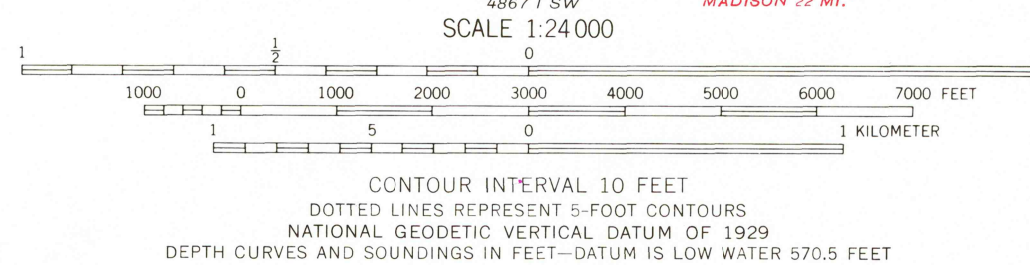 4867 I SW
MADISON 22 MI.
SCALE 1:24 000
1 1/2 0
1000 0 1000 2000 3000 4000 5000 6000 7000 FEET
1 5 0 1 KILOMETER
CONTOUR INTERVAL 10 FEET
DOTTED LINES REPRESENT 5-FOOT CONTOURS
NATIONAL GEODETIC VERTICAL DATUM OF 1929
DEPTH CURVES AND SOUNDINGS IN FEET—DATUM IS LOW WATER 570.5 FEET